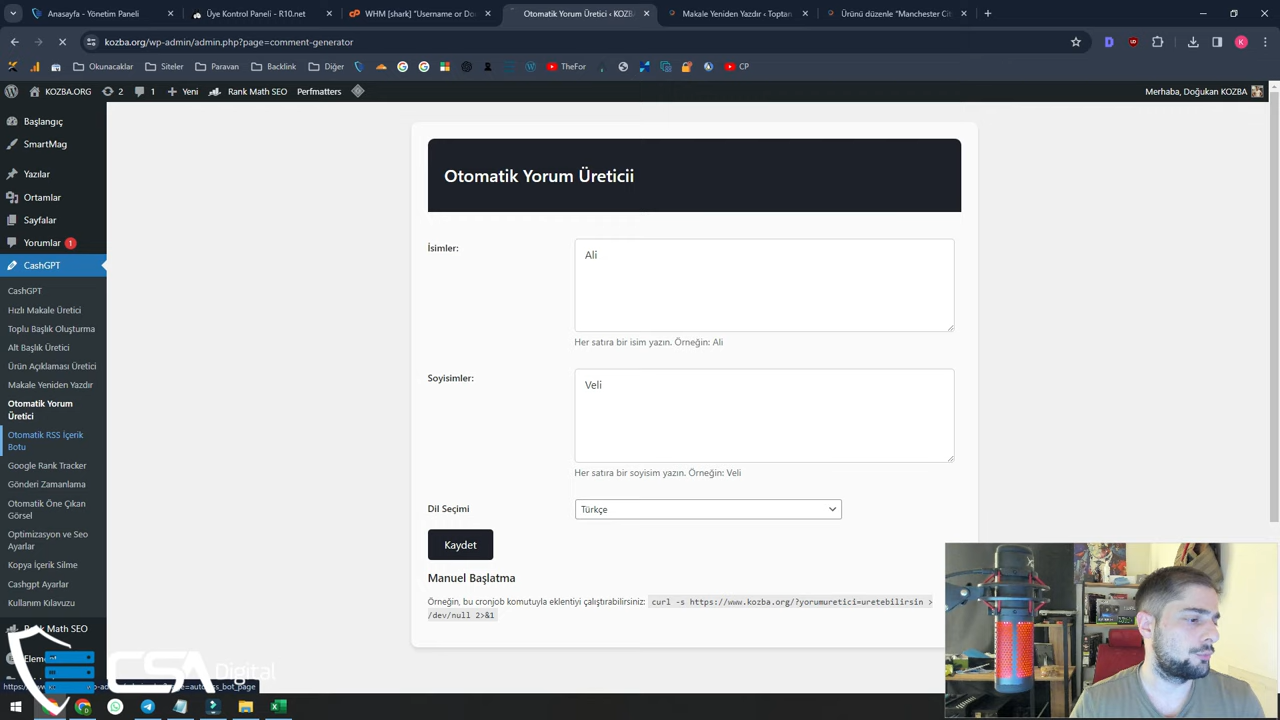 Anasayfa - Yönetim Paneli
Üye Kontrol Paneli - R10.net
WHM [shark] "Username or Do
Otomatik Yorum Üretici ‹ KOZBA
Makale Yeniden Yazdır ‹ Toptan
Ürünü düzenle "Manchester Cit
kozba.org/wp-admin/admin.php?page=comment-generator
Okunacaklar
Siteler
Paravan
Backlink
Diğer
TheFor
CP
KOZBA.ORG
2
1
Yeni
Rank Math SEO
Perfmatters
Merhaba, Doğukan KOZBA
Başlangıç
SmartMag
Yazılar
Ortamlar
Sayfalar
Yorumlar 1
CashGPT
CashGPT
Hızlı Makale Üretici
Toplu Başlık Oluşturma
Alt Başlık Üretici
Ürün Açıklaması Üretici
Makale Yeniden Yazdır
Otomatik Yorum
Üretici
Otomatik RSS İçerik
Botu
Google Rank Tracker
Gönderi Zamanlama
Otomatik Öne Çıkan
Görsel
Optimizasyon ve Seo
Ayarlar
Kopya İçerik Silme
Cashgpt Ayarlar
Kullanım Kılavuzu
Rank Math SEO
Otomatik Yorum Üreticii
İsimler:
Ali
Her satıra bir isim yazın. Örneğin: Ali
Soyisimler:
Veli
Her satıra bir soyisim yazın. Örneğin: Veli
Dil Seçimi
Türkçe
Kaydet
Manuel Başlatma
Örneğin, bu cronjob komutuyla eklentiyi çalıştırabilirsiniz: curl -s https://www.kozba.org/?yorumuretici=uretebilirsin >
/dev/null 2>&1
CSA Digital